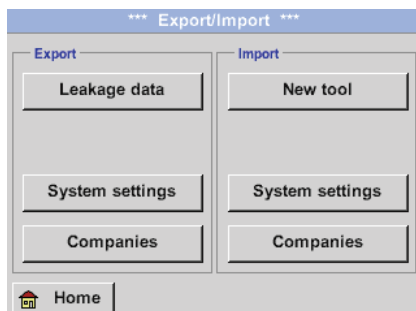 *** Export/Import ***
Export
Leakage data
System settings
Companies
Import
New tool
System settings
Companies
Home